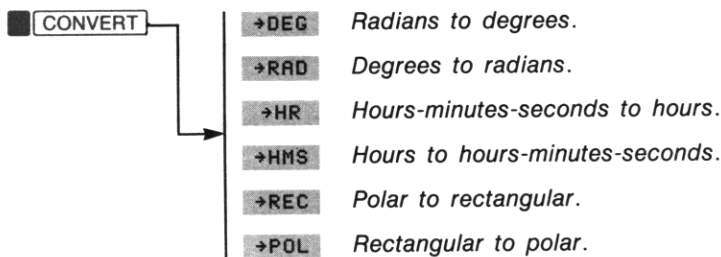 CONVERT
→DEG Radians to degrees.
→RAD Degrees to radians.
→HR Hours-minutes-seconds to hours.
→HMS Hours to hours-minutes-seconds.
→REC Polar to rectangular.
→POL Rectangular to polar.